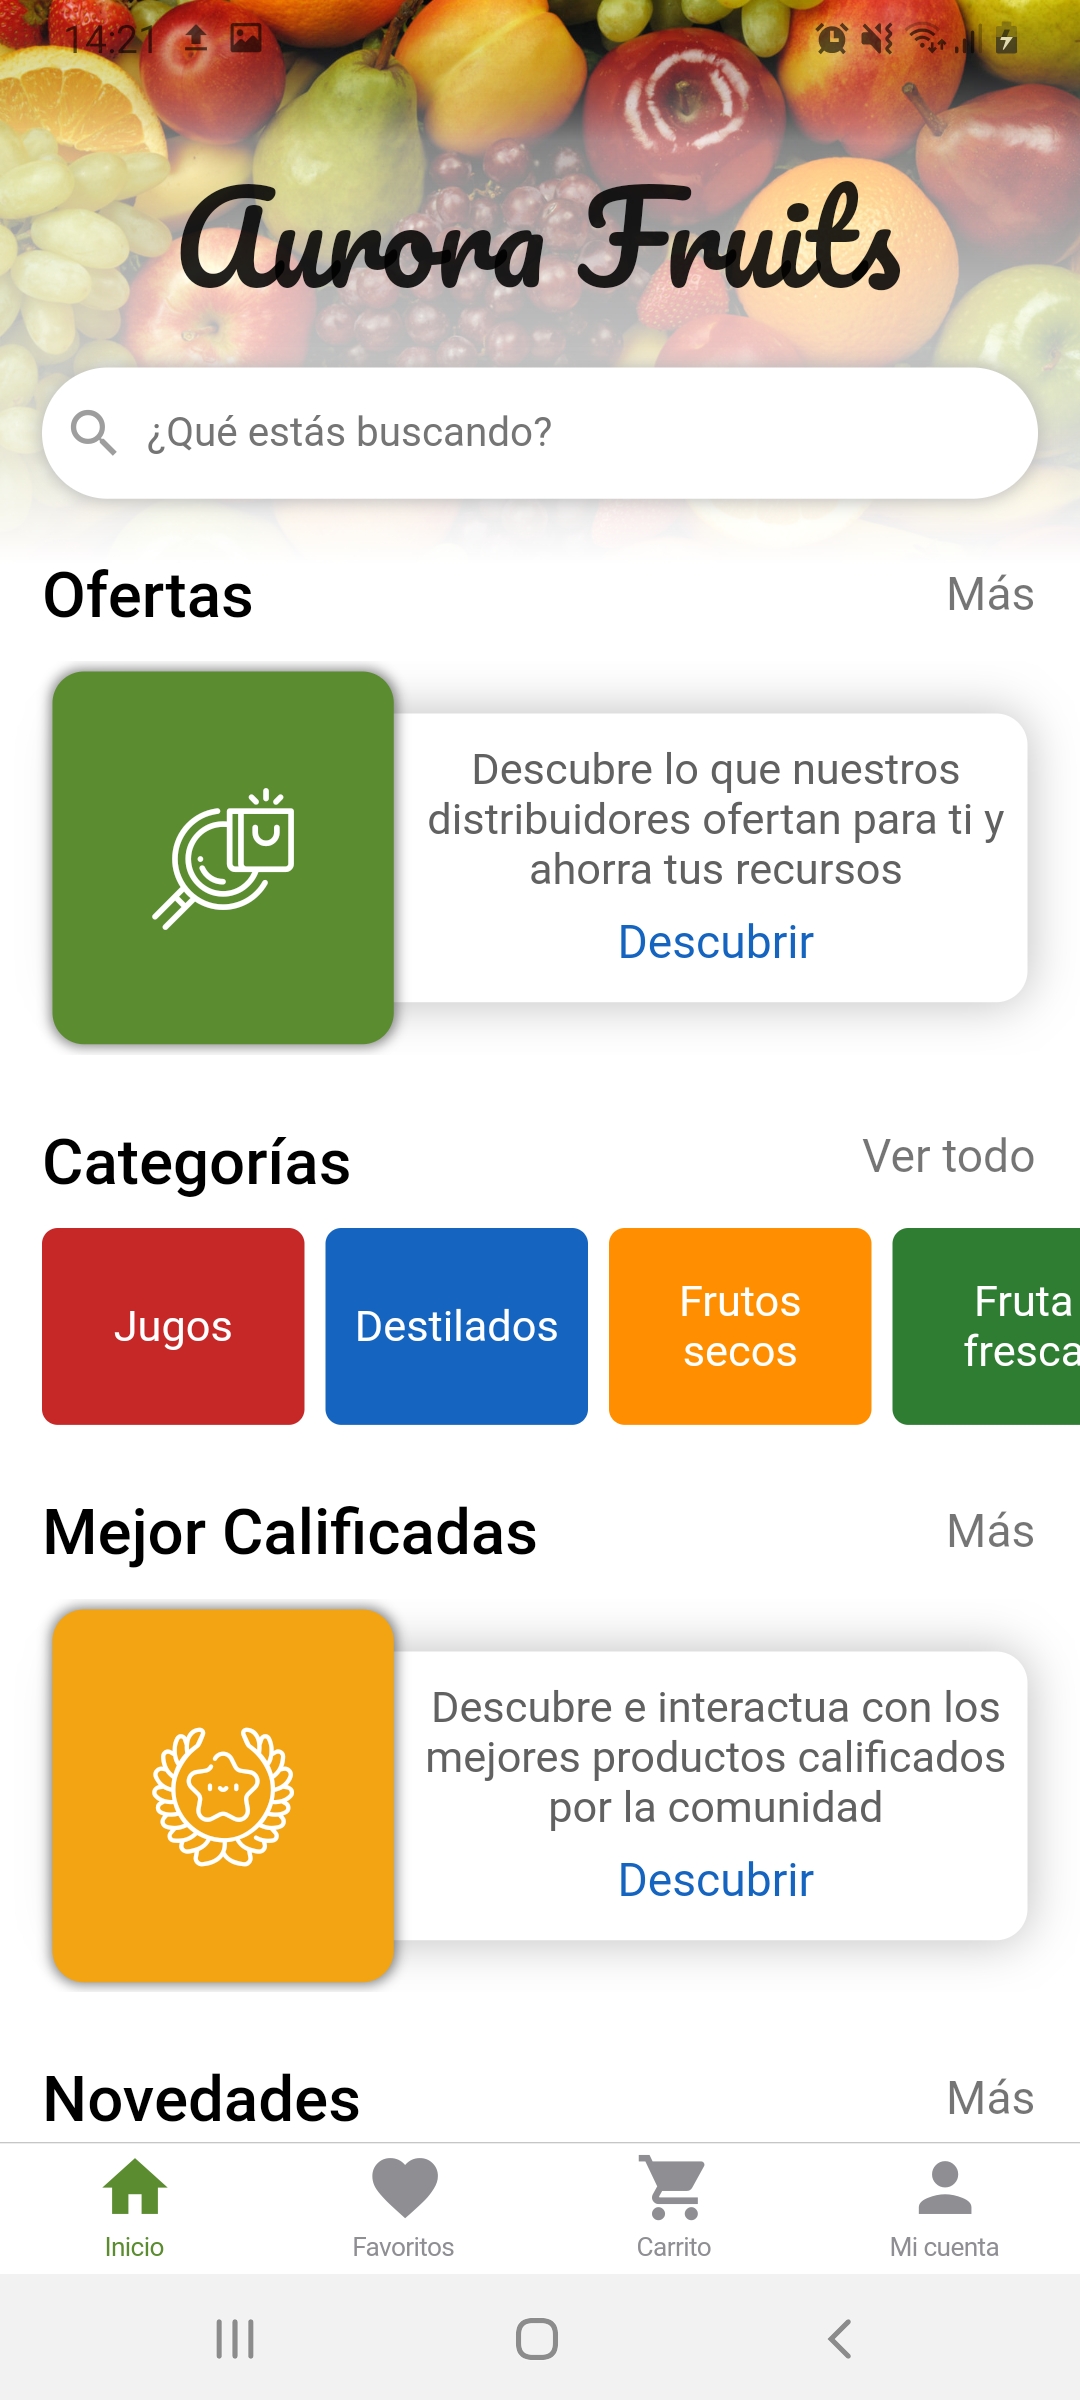 14:21
Aurora Fruits
¿Qué estás buscando?
Ofertas
Más
Descubre lo que nuestros
distribuidores ofertan para ti y
ahorra tus recursos
Descubrir
Categorías
Ver todo
Jugos
Destilados
Frutos
secos
Fruta
fresca
Mejor Calificadas
Más
Descubre e interactua con los
mejores productos calificados
por la comunidad
Descubrir
Novedades
Más
Inicio
Favoritos
Carrito
Mi cuenta